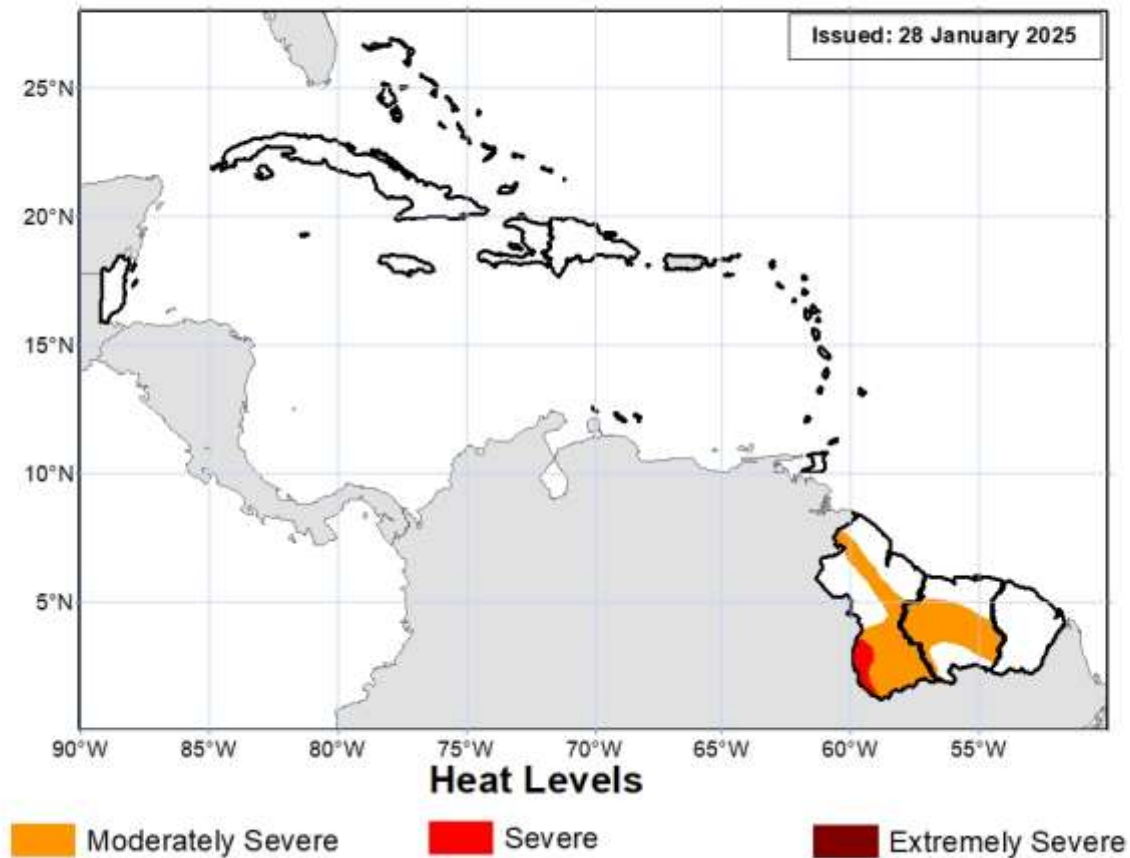 Issued: 28 January 2025
25°N
20°N
15°N
10°N
5°N
90°W 85°W 80°W 75°W 70°W 65°W 60°W 55°W
Heat Levels
Moderately Severe Severe Extremely Severe